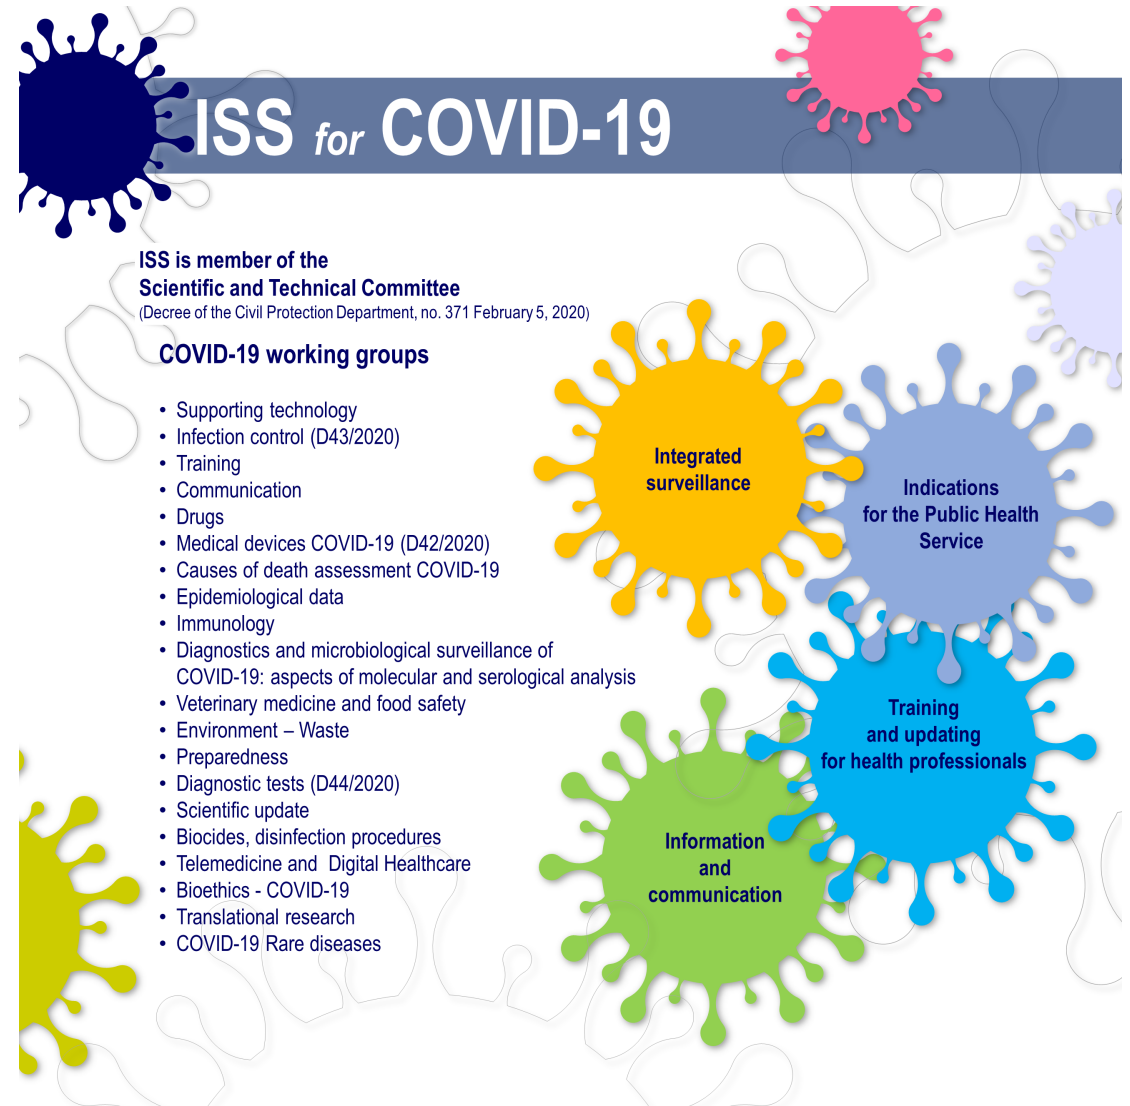 ISS for COVID-19
ISS is member of the
Scientific and Technical Committee
(Decree of the Civil Protection Department, no. 371 February 5, 2020)
COVID-19 working groups
• Supporting technology
• Infection control (D43/2020)
• Training
• Communication
• Drugs
• Medical devices COVID-19 (D42/2020)
• Causes of death assessment COVID-19
• Epidemiological data
• Immunology
• Diagnostics and microbiological surveillance of
COVID-19: aspects of molecular and serological analysis
• Veterinary medicine and food safety
• Environment – Waste
• Preparedness
• Diagnostic tests (D44/2020)
• Scientific update
• Biocides, disinfection procedures
• Telemedicine and Digital Healthcare
• Bioethics - COVID-19
• Translational research
• COVID-19 Rare diseases
Integrated
surveillance
Indications
for the Public Health
Service
Training
and updating
for health professionals
Information
and
communication